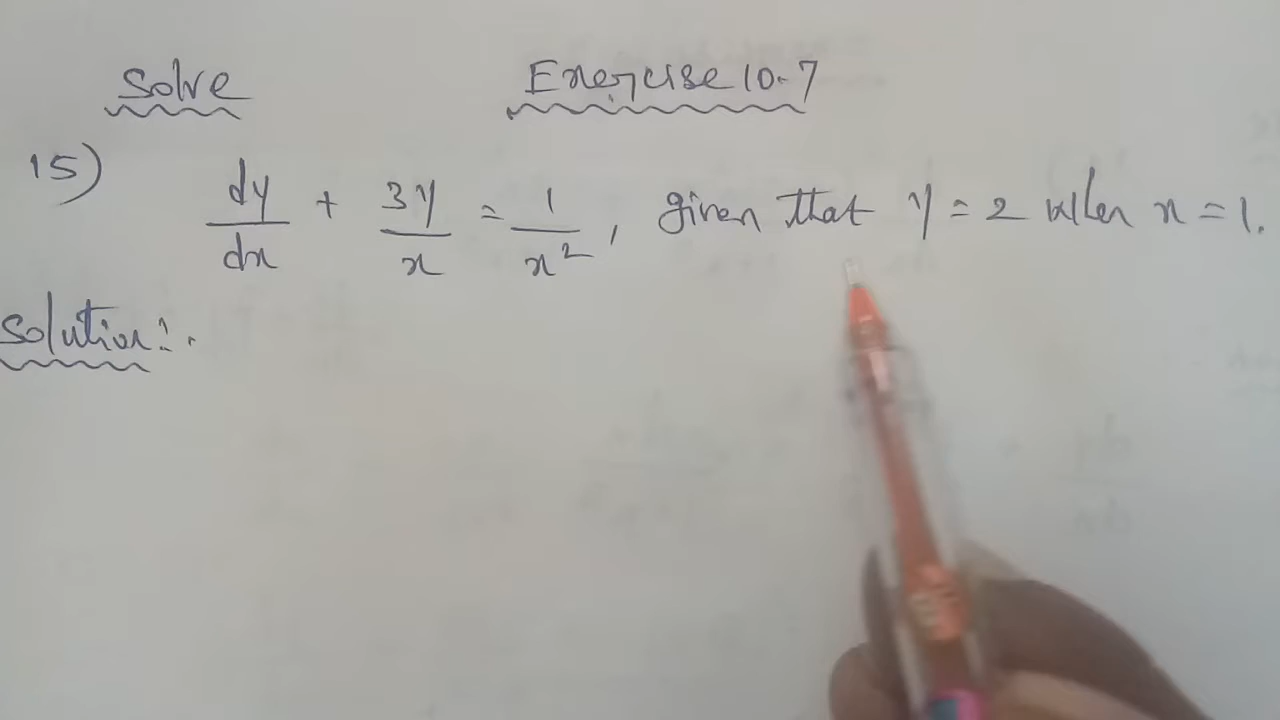 Solve Exercise 10.7
15) dy/dx + 3y/x = 1/x², given that y = 2 when x = 1.
Solution:.